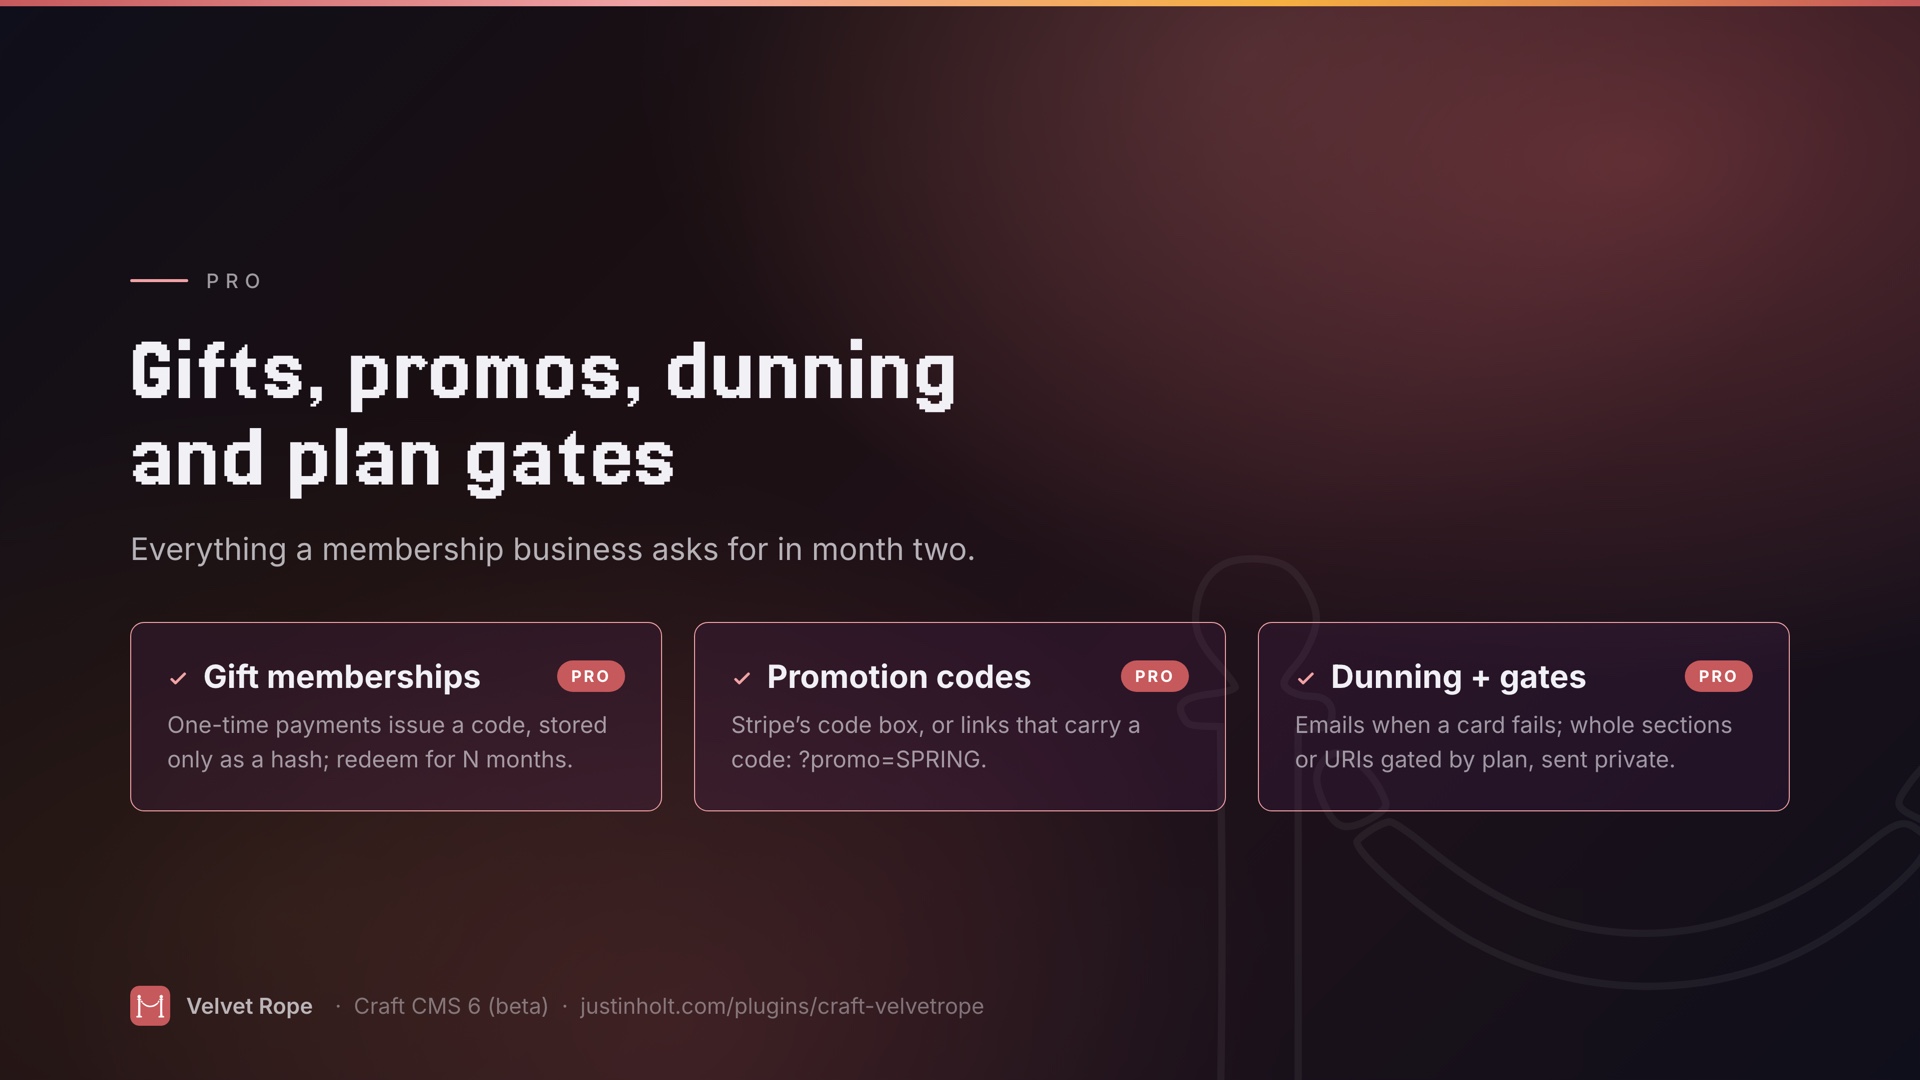 PRO
Gifts, promos, dunning
and plan gates
Everything a membership business asks for in month two.
Gift memberships PRO
One-time payments issue a code, stored
only as a hash; redeem for N months.
Promotion codes PRO
Stripe’s code box, or links that carry a
code: ?promo=SPRING.
Dunning + gates PRO
Emails when a card fails; whole sections
or URIs gated by plan, sent private.
Velvet Rope · Craft CMS 6 (beta) · justinholt.com/plugins/craft-velvetrope